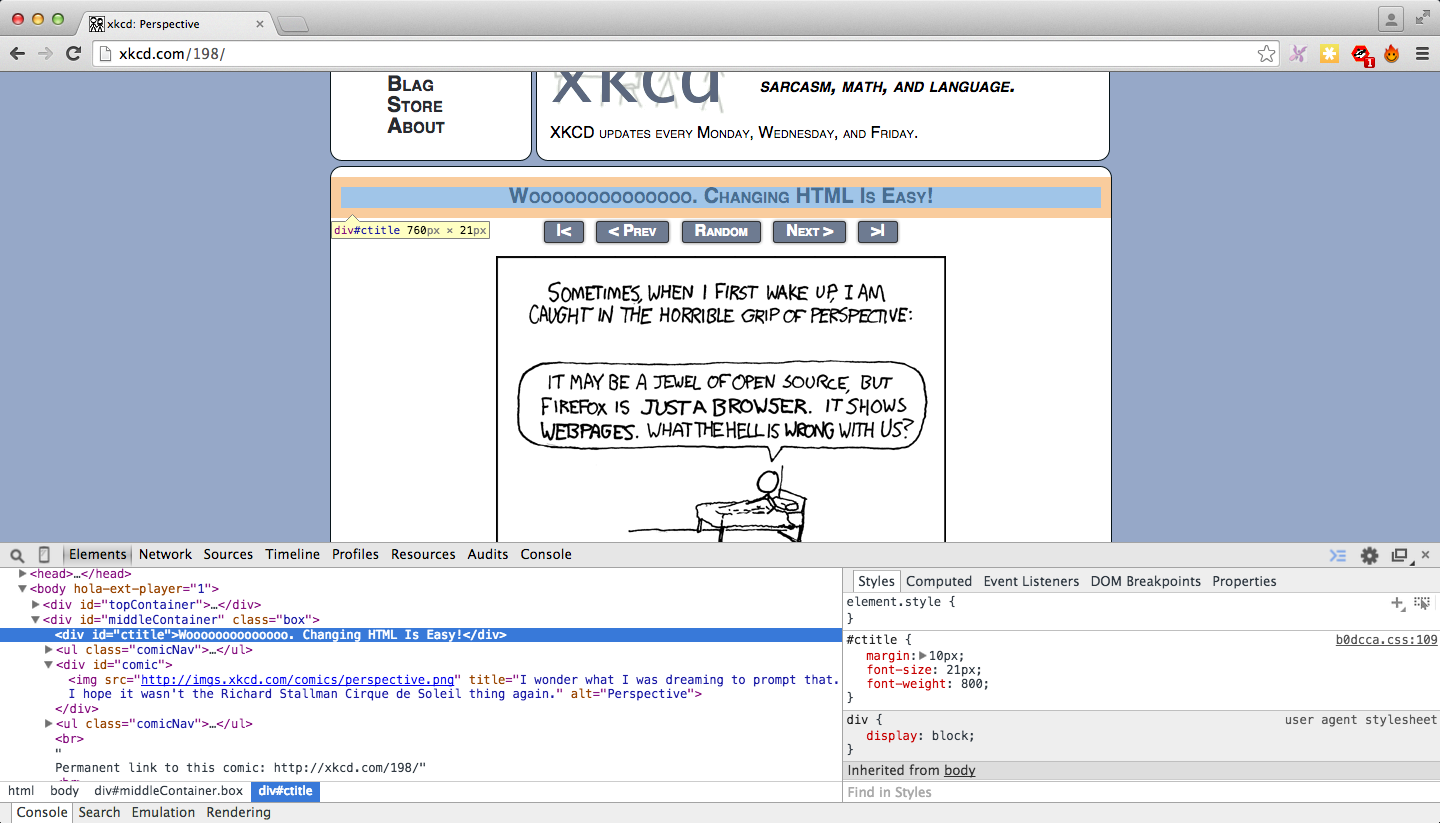 xkcd: Perspective
xkcd.com/198/
1
BLAG
STORE
ABOUT
xkcd
SARCASM, MATH, AND LANGUAGE.
XKCD UPDATES EVERY MONDAY, WEDNESDAY, AND FRIDAY.
WOOOOOOOOOOOOOO. CHANGING HTML IS EASY!
div#ctitle 760px × 21px
|< < PREV RANDOM NEXT > >|
SOMETIMES, WHEN I FIRST WAKE UP, I AM
CAUGHT IN THE HORRIBLE GRIP OF PERSPECTIVE:
IT MAY BE A JEWEL OF OPEN SOURCE, BUT
FIREFOX IS JUST A BROWSER. IT SHOWS
WEBPAGES. WHAT THE HELL IS WRONG WITH US?
Elements Network Sources Timeline Profiles Resources Audits Console
<head>…</head>
<body hola-ext-player="1">
<div id="topContainer">…</div>
<div id="middleContainer" class="box">
<div id="ctitle">Woooooooooooooo. Changing HTML Is Easy!</div>
<ul class="comicNav">…</ul>
<div id="comic">
<img src="http://imgs.xkcd.com/comics/perspective.png" title="I wonder what I was dreaming to prompt that.
I hope it wasn't the Richard Stallman Cirque de Soleil thing again." alt="Perspective">
</div>
<ul class="comicNav">…</ul>
<br>
"
Permanent link to this comic: http://xkcd.com/198/"
<br>
html body div#middleContainer.box div#ctitle
Styles Computed Event Listeners DOM Breakpoints Properties
element.style {
}
#ctitle { b0dcca.css:109
margin: 10px;
font-size: 21px;
font-weight: 800;
}
div { user agent stylesheet
display: block;
}
Inherited from body
Find in Styles
Console Search Emulation Rendering